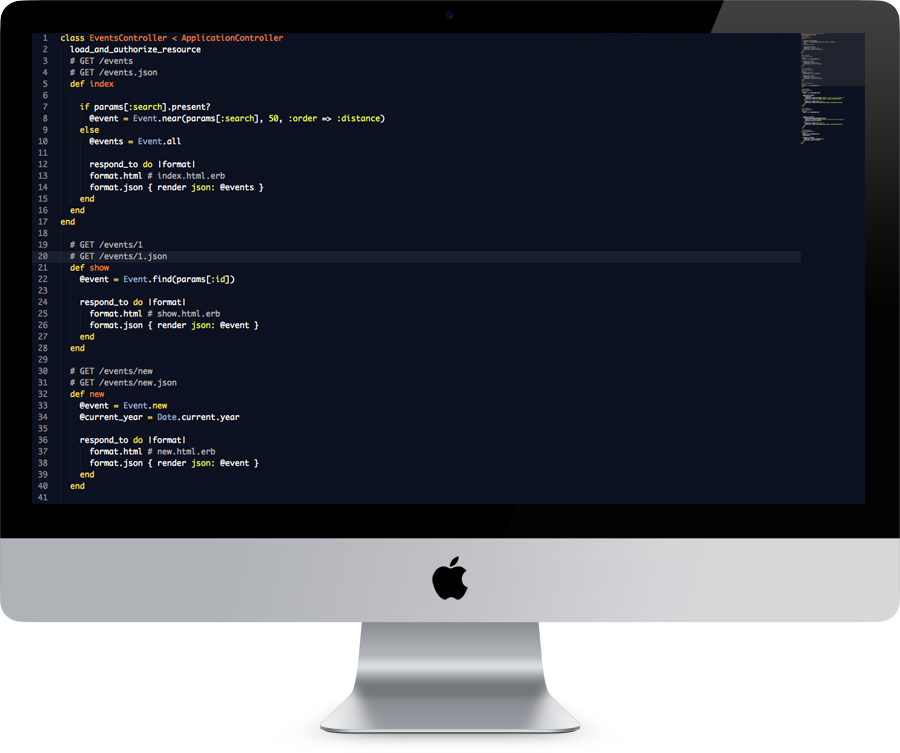 1 class EventsController < ApplicationController
2 load_and_authorize_resource
3 # GET /events
4 # GET /events.json
5 def index
6
7 if params[:search].present?
8 @event = Event.near(params[:search], 50, :order => :distance)
9 else
10 @events = Event.all
11
12 respond_to do |format|
13 format.html # index.html.erb
14 format.json { render json: @events }
15 end
16 end
17 end
18
19 # GET /events/1
20 # GET /events/1.json
21 def show
22 @event = Event.find(params[:id])
23
24 respond_to do |format|
25 format.html # show.html.erb
26 format.json { render json: @event }
27 end
28 end
29
30 # GET /events/new
31 # GET /events/new.json
32 def new
33 @event = Event.new
34 @current_year = Date.current.year
35
36 respond_to do |format|
37 format.html # new.html.erb
38 format.json { render json: @event }
39 end
40 end
41